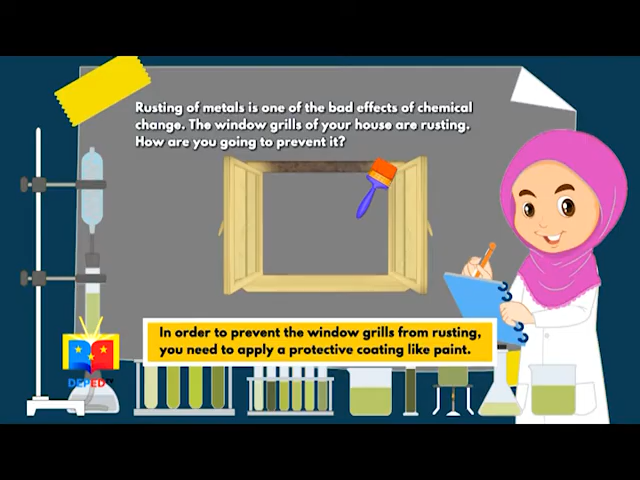 Rusting of metals is one of the bad effects of chemical
change. The window grills of your house are rusting.
How are you going to prevent it?
In order to prevent the window grills from rusting,
you need to apply a protective coating like paint.
DEPED